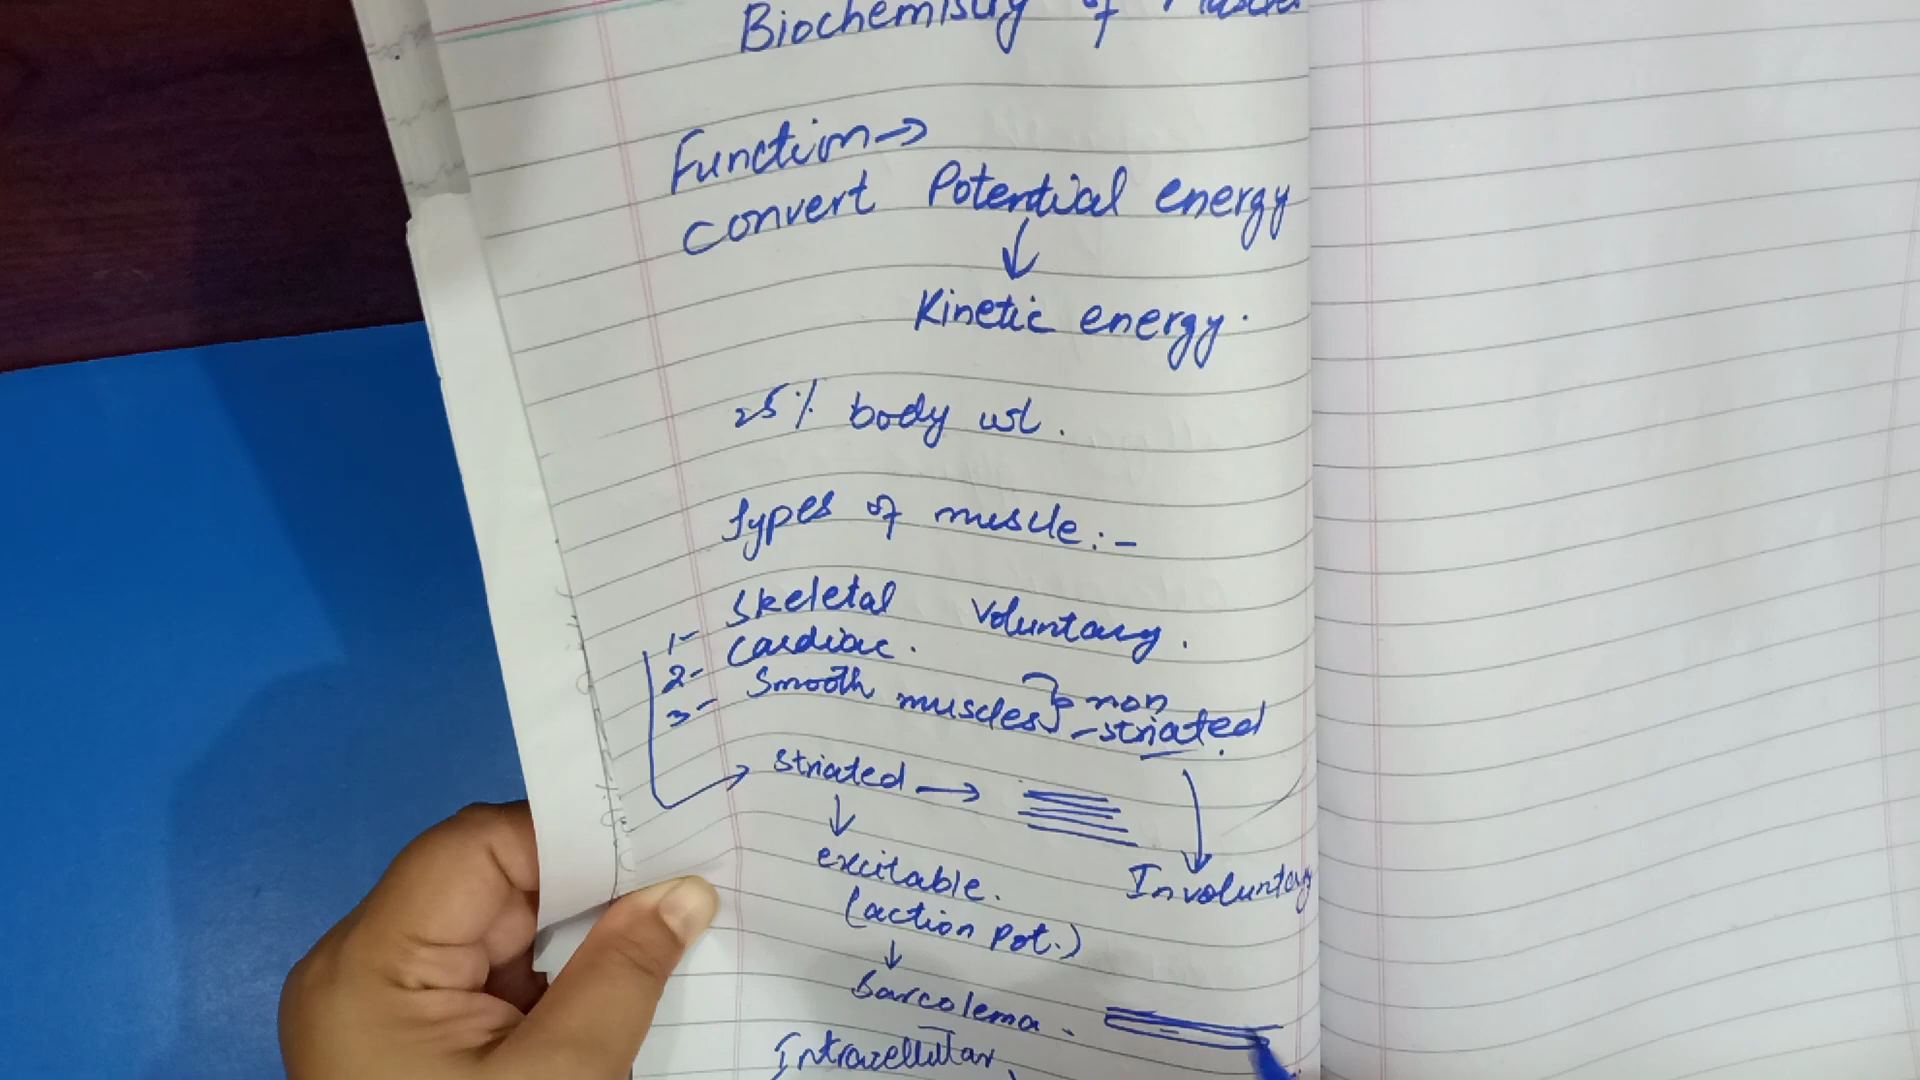 Biochemistry of Muscle
Function→
convert Potential energy
↓
Kinetic energy.
25% body wt.
types of muscle:-
1- Skeletal Voluntary.
2- Cardiac.
3- Smooth muscles → non
-striated
Striated →
↓
excitable.
Involuntary
(action pot.)
↓
Sarcolema -
Intracellular